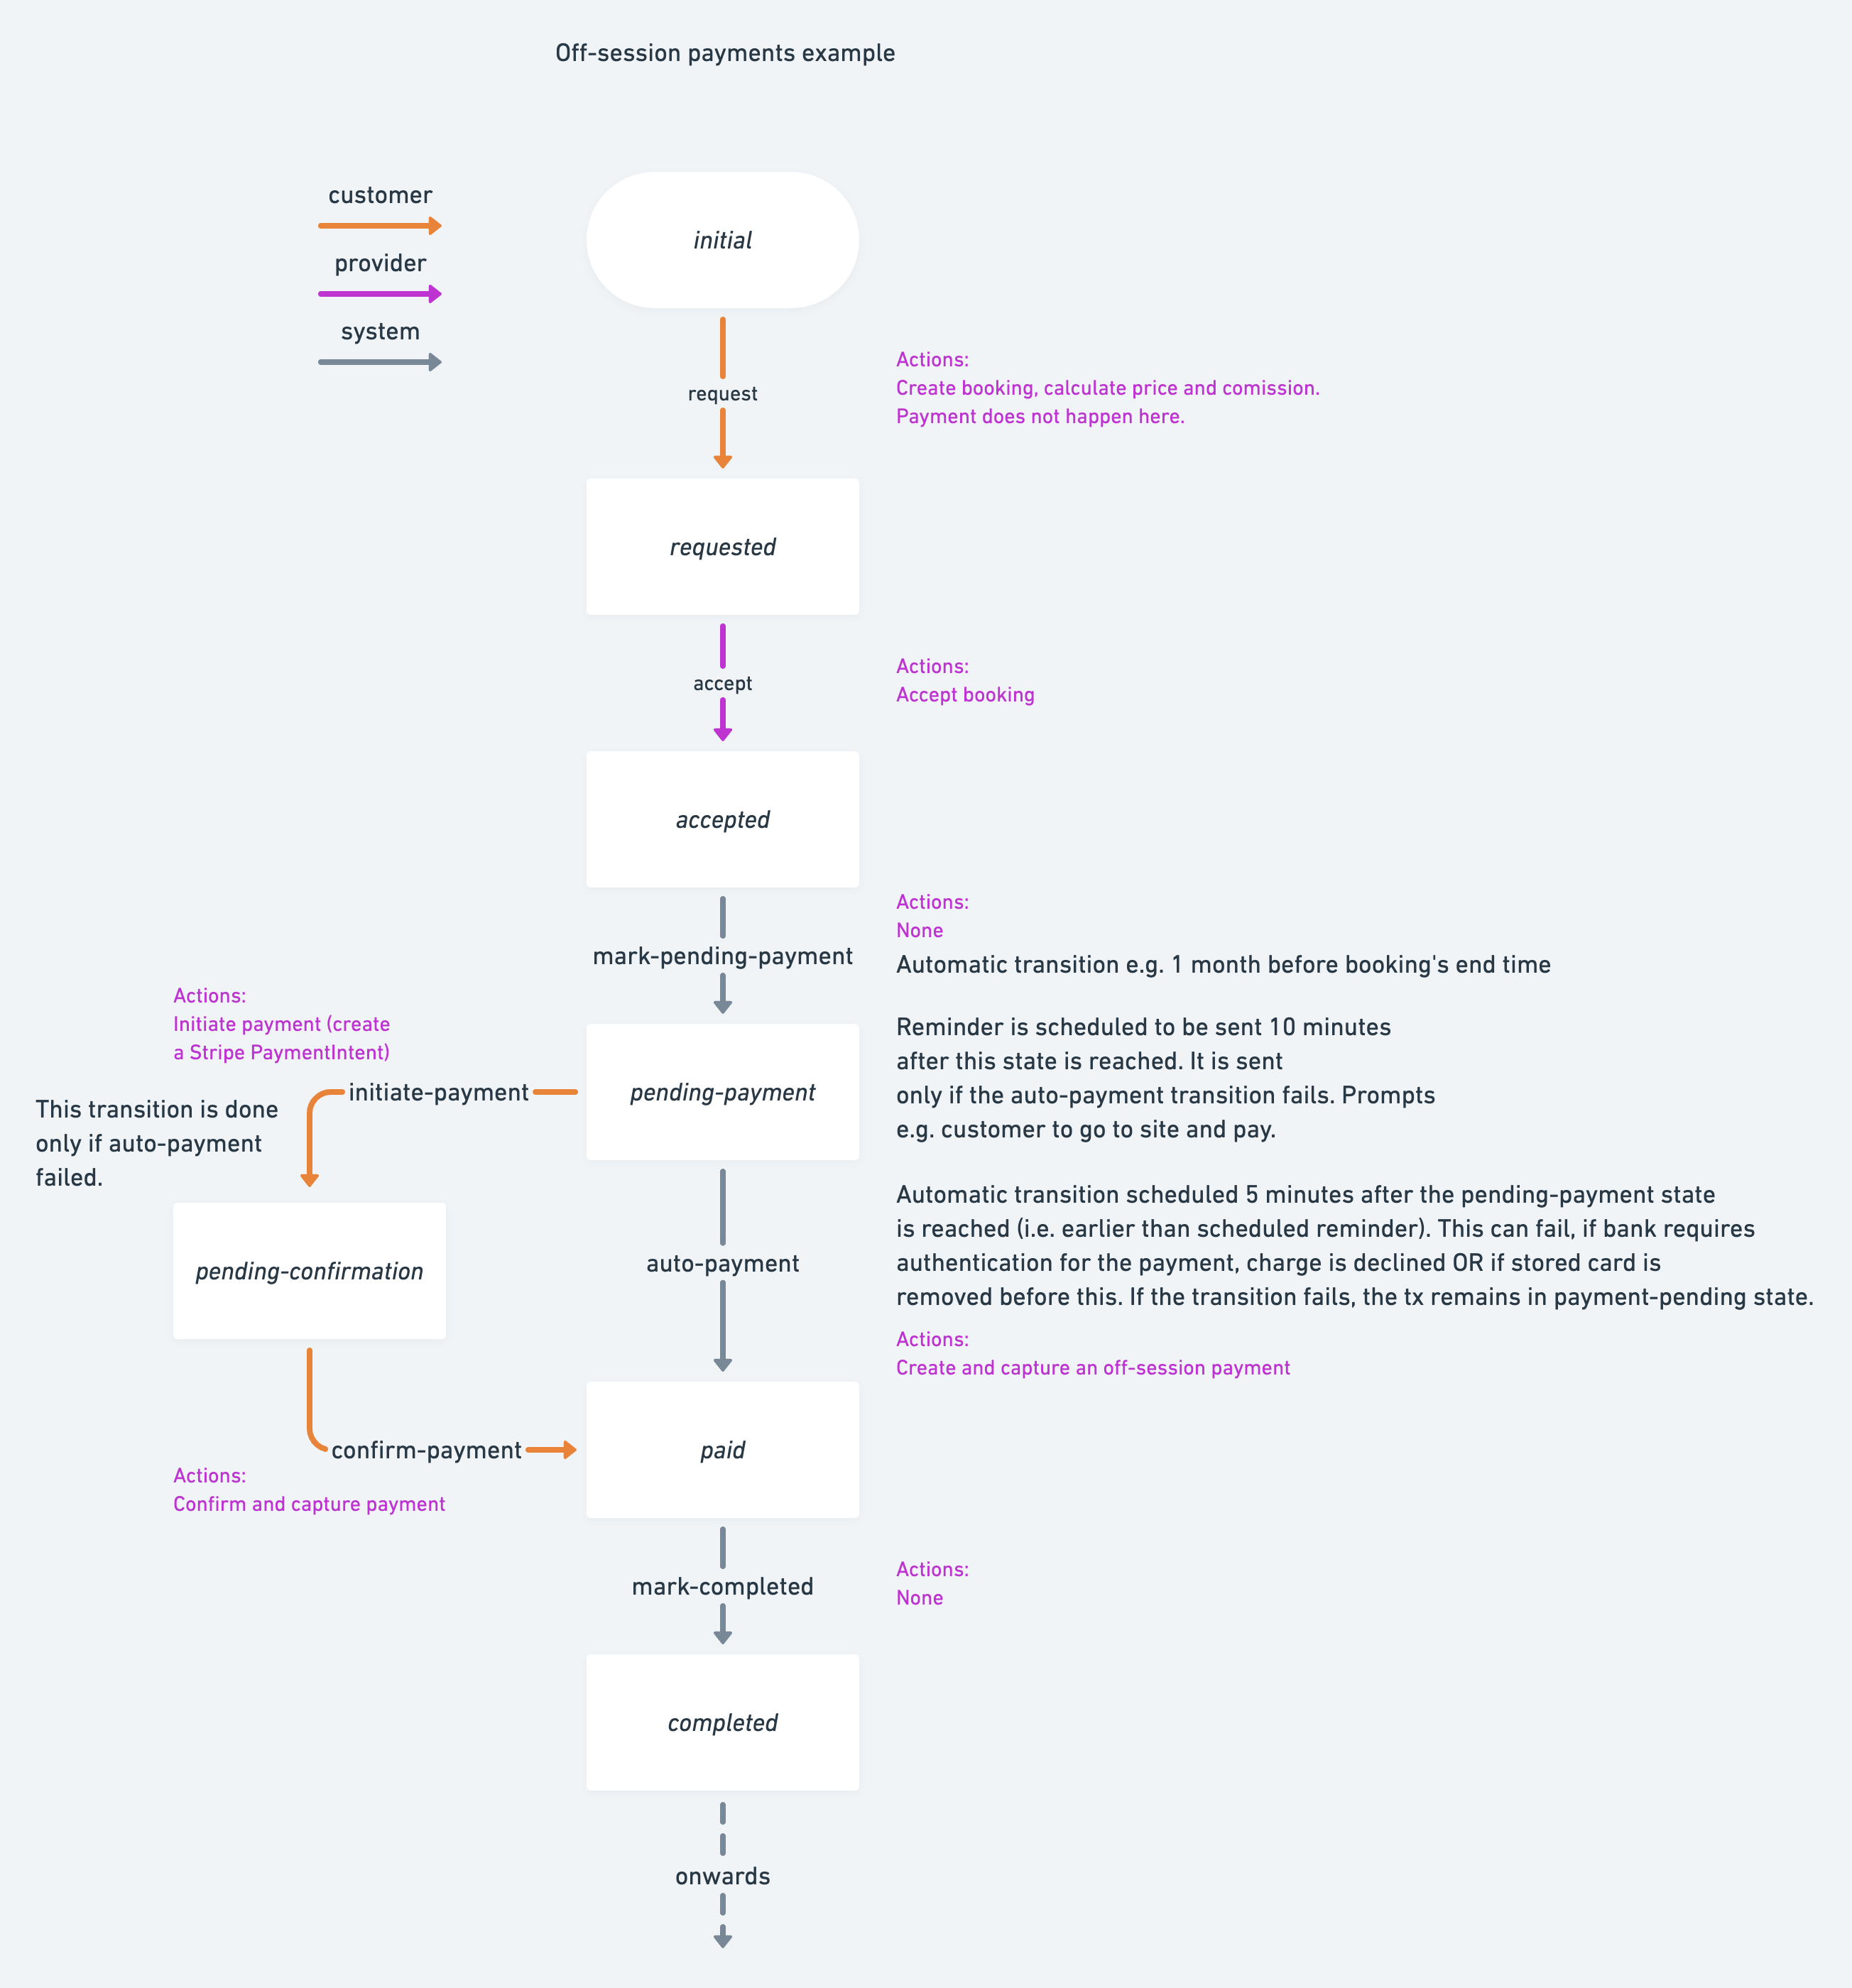 Off-session payments example
customer
provider
system
initial
request
Actions:
Create booking, calculate price and comission.
Payment does not happen here.
requested
accept
Actions:
Accept booking
accepted
mark-pending-payment
Actions:
None
Automatic transition e.g. 1 month before booking's end time
Actions:
Initiate payment (create
a Stripe PaymentIntent)
initiate-payment
This transition is done
only if auto-payment
failed.
pending-payment
Reminder is scheduled to be sent 10 minutes
after this state is reached. It is sent
only if the auto-payment transition fails. Prompts
e.g. customer to go to site and pay.
pending-confirmation
auto-payment
Automatic transition scheduled 5 minutes after the pending-payment state
is reached (i.e. earlier than scheduled reminder). This can fail, if bank requires
authentication for the payment, charge is declined OR if stored card is
removed before this. If the transition fails, the tx remains in payment-pending state.
Actions:
Create and capture an off-session payment
confirm-payment
Actions:
Confirm and capture payment
paid
mark-completed
Actions:
None
completed
onwards